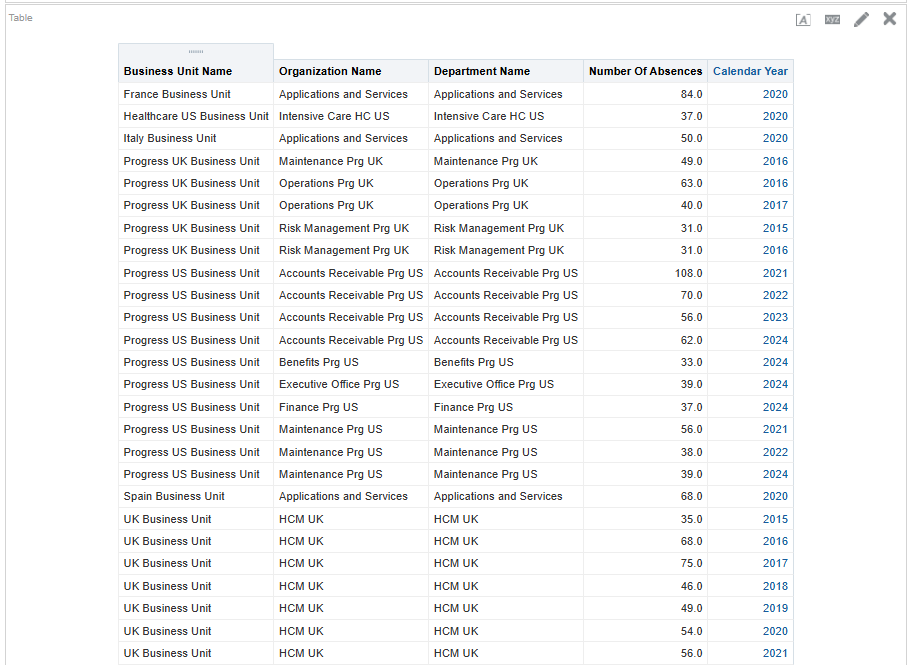 Table
A xyz
Business Unit Name Organization Name Department Name Number Of Absences Calendar Year
France Business Unit Applications and Services Applications and Services 84.0 2020
Healthcare US Business Unit Intensive Care HC US Intensive Care HC US 37.0 2020
Italy Business Unit Applications and Services Applications and Services 50.0 2020
Progress UK Business Unit Maintenance Prg UK Maintenance Prg UK 49.0 2016
Progress UK Business Unit Operations Prg UK Operations Prg UK 63.0 2016
Progress UK Business Unit Operations Prg UK Operations Prg UK 40.0 2017
Progress UK Business Unit Risk Management Prg UK Risk Management Prg UK 31.0 2015
Progress UK Business Unit Risk Management Prg UK Risk Management Prg UK 31.0 2016
Progress US Business Unit Accounts Receivable Prg US Accounts Receivable Prg US 108.0 2021
Progress US Business Unit Accounts Receivable Prg US Accounts Receivable Prg US 70.0 2022
Progress US Business Unit Accounts Receivable Prg US Accounts Receivable Prg US 56.0 2023
Progress US Business Unit Accounts Receivable Prg US Accounts Receivable Prg US 62.0 2024
Progress US Business Unit Benefits Prg US Benefits Prg US 33.0 2024
Progress US Business Unit Executive Office Prg US Executive Office Prg US 39.0 2024
Progress US Business Unit Finance Prg US Finance Prg US 37.0 2024
Progress US Business Unit Maintenance Prg US Maintenance Prg US 56.0 2021
Progress US Business Unit Maintenance Prg US Maintenance Prg US 38.0 2022
Progress US Business Unit Maintenance Prg US Maintenance Prg US 39.0 2024
Spain Business Unit Applications and Services Applications and Services 68.0 2020
UK Business Unit HCM UK HCM UK 35.0 2015
UK Business Unit HCM UK HCM UK 68.0 2016
UK Business Unit HCM UK HCM UK 75.0 2017
UK Business Unit HCM UK HCM UK 46.0 2018
UK Business Unit HCM UK HCM UK 49.0 2019
UK Business Unit HCM UK HCM UK 54.0 2020
UK Business Unit HCM UK HCM UK 56.0 2021